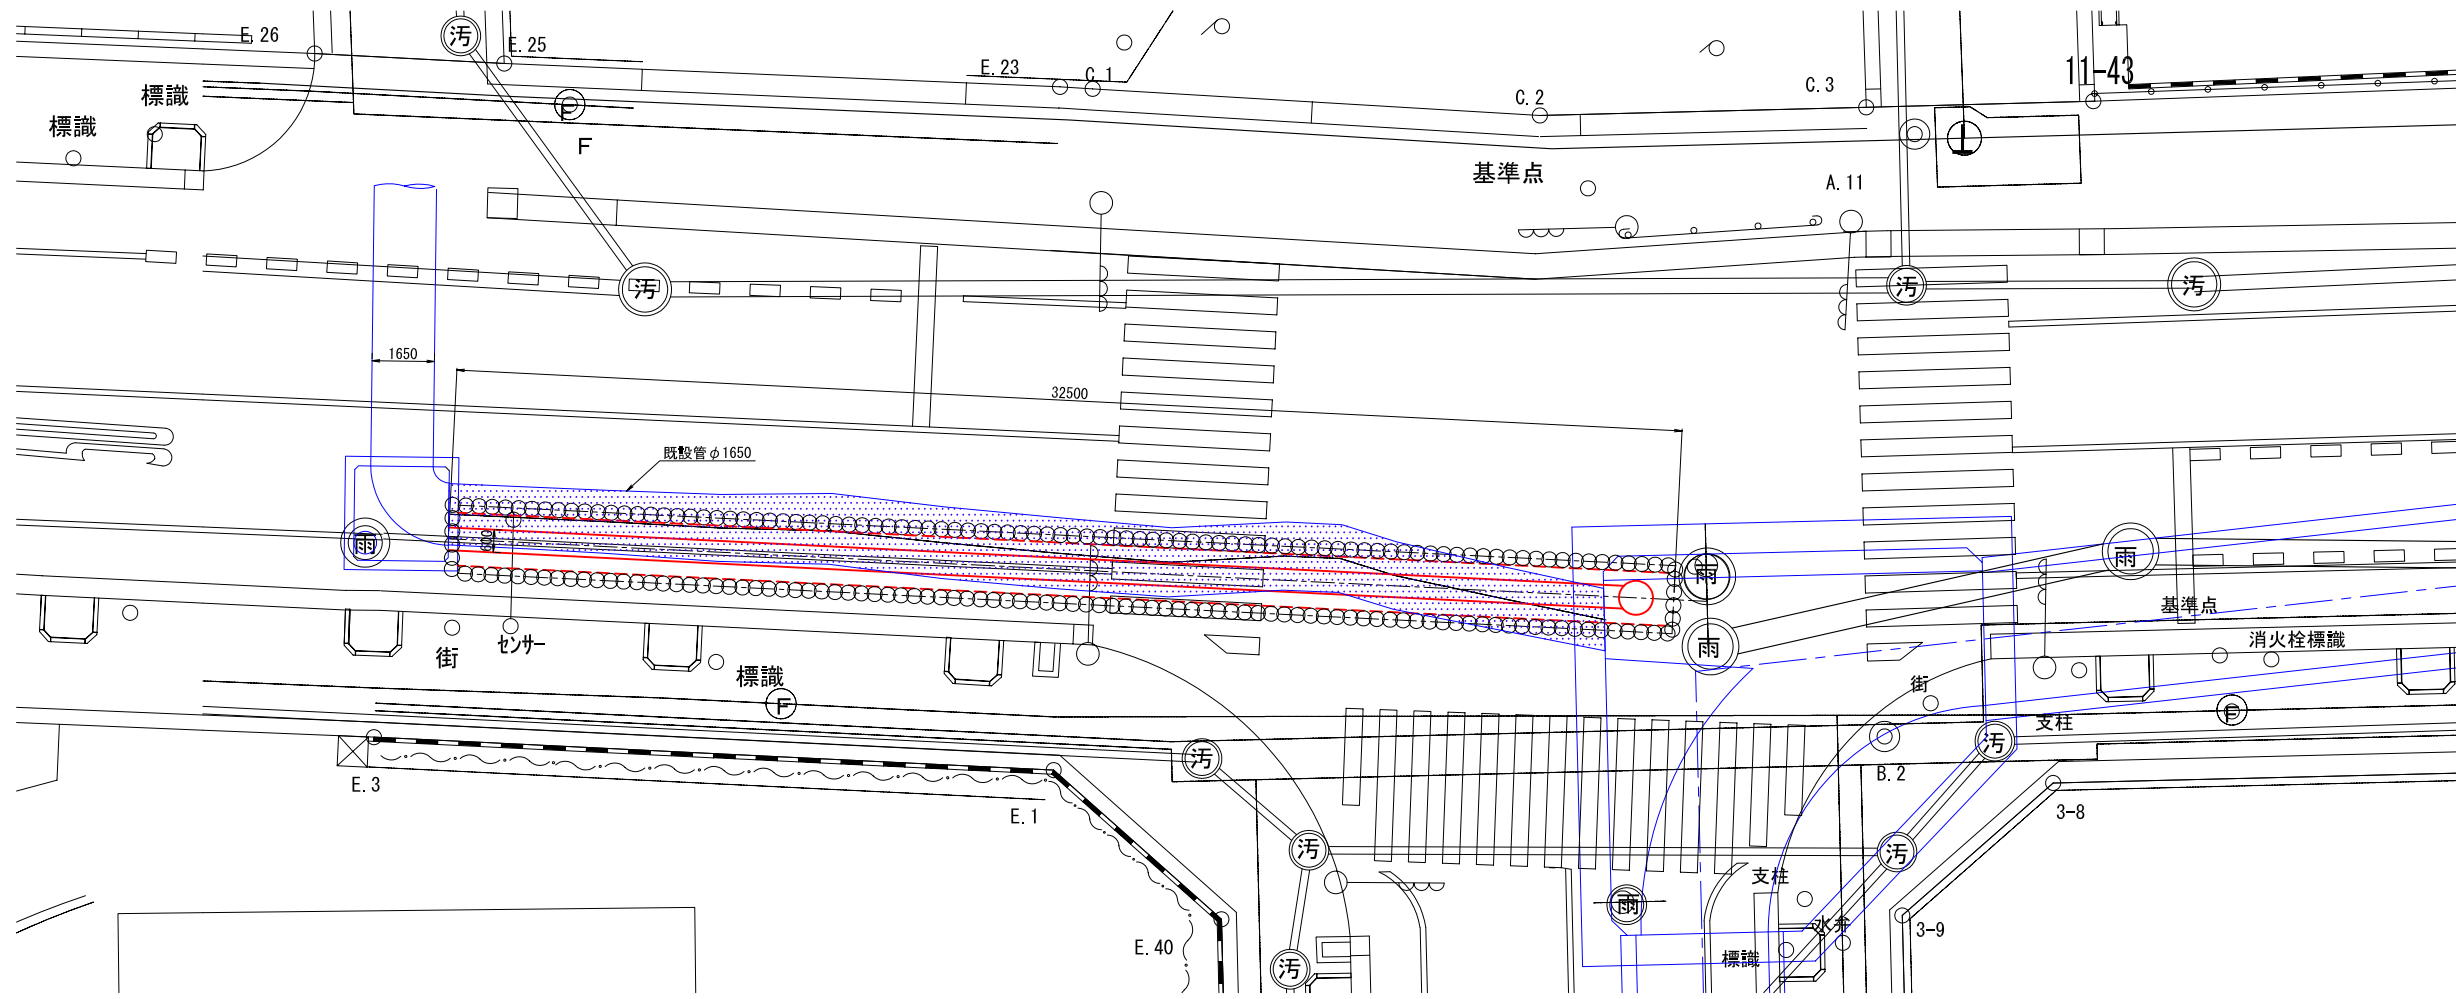 E.26
汚
E.25
E.23
C.1
C.2
C.3
11-43
標識
標識
F
F
基準点
A.11
汚
汚
汚
1650
32500
既設管φ1650
600
雨
雨
雨
雨
基準点
センサー
街
標識
F
消火栓標識
街
支柱
F
汚
汚
B.2
E.3
E.1
3-8
汚
汚
支柱
雨
水弁
3-9
E.40
標識
汚